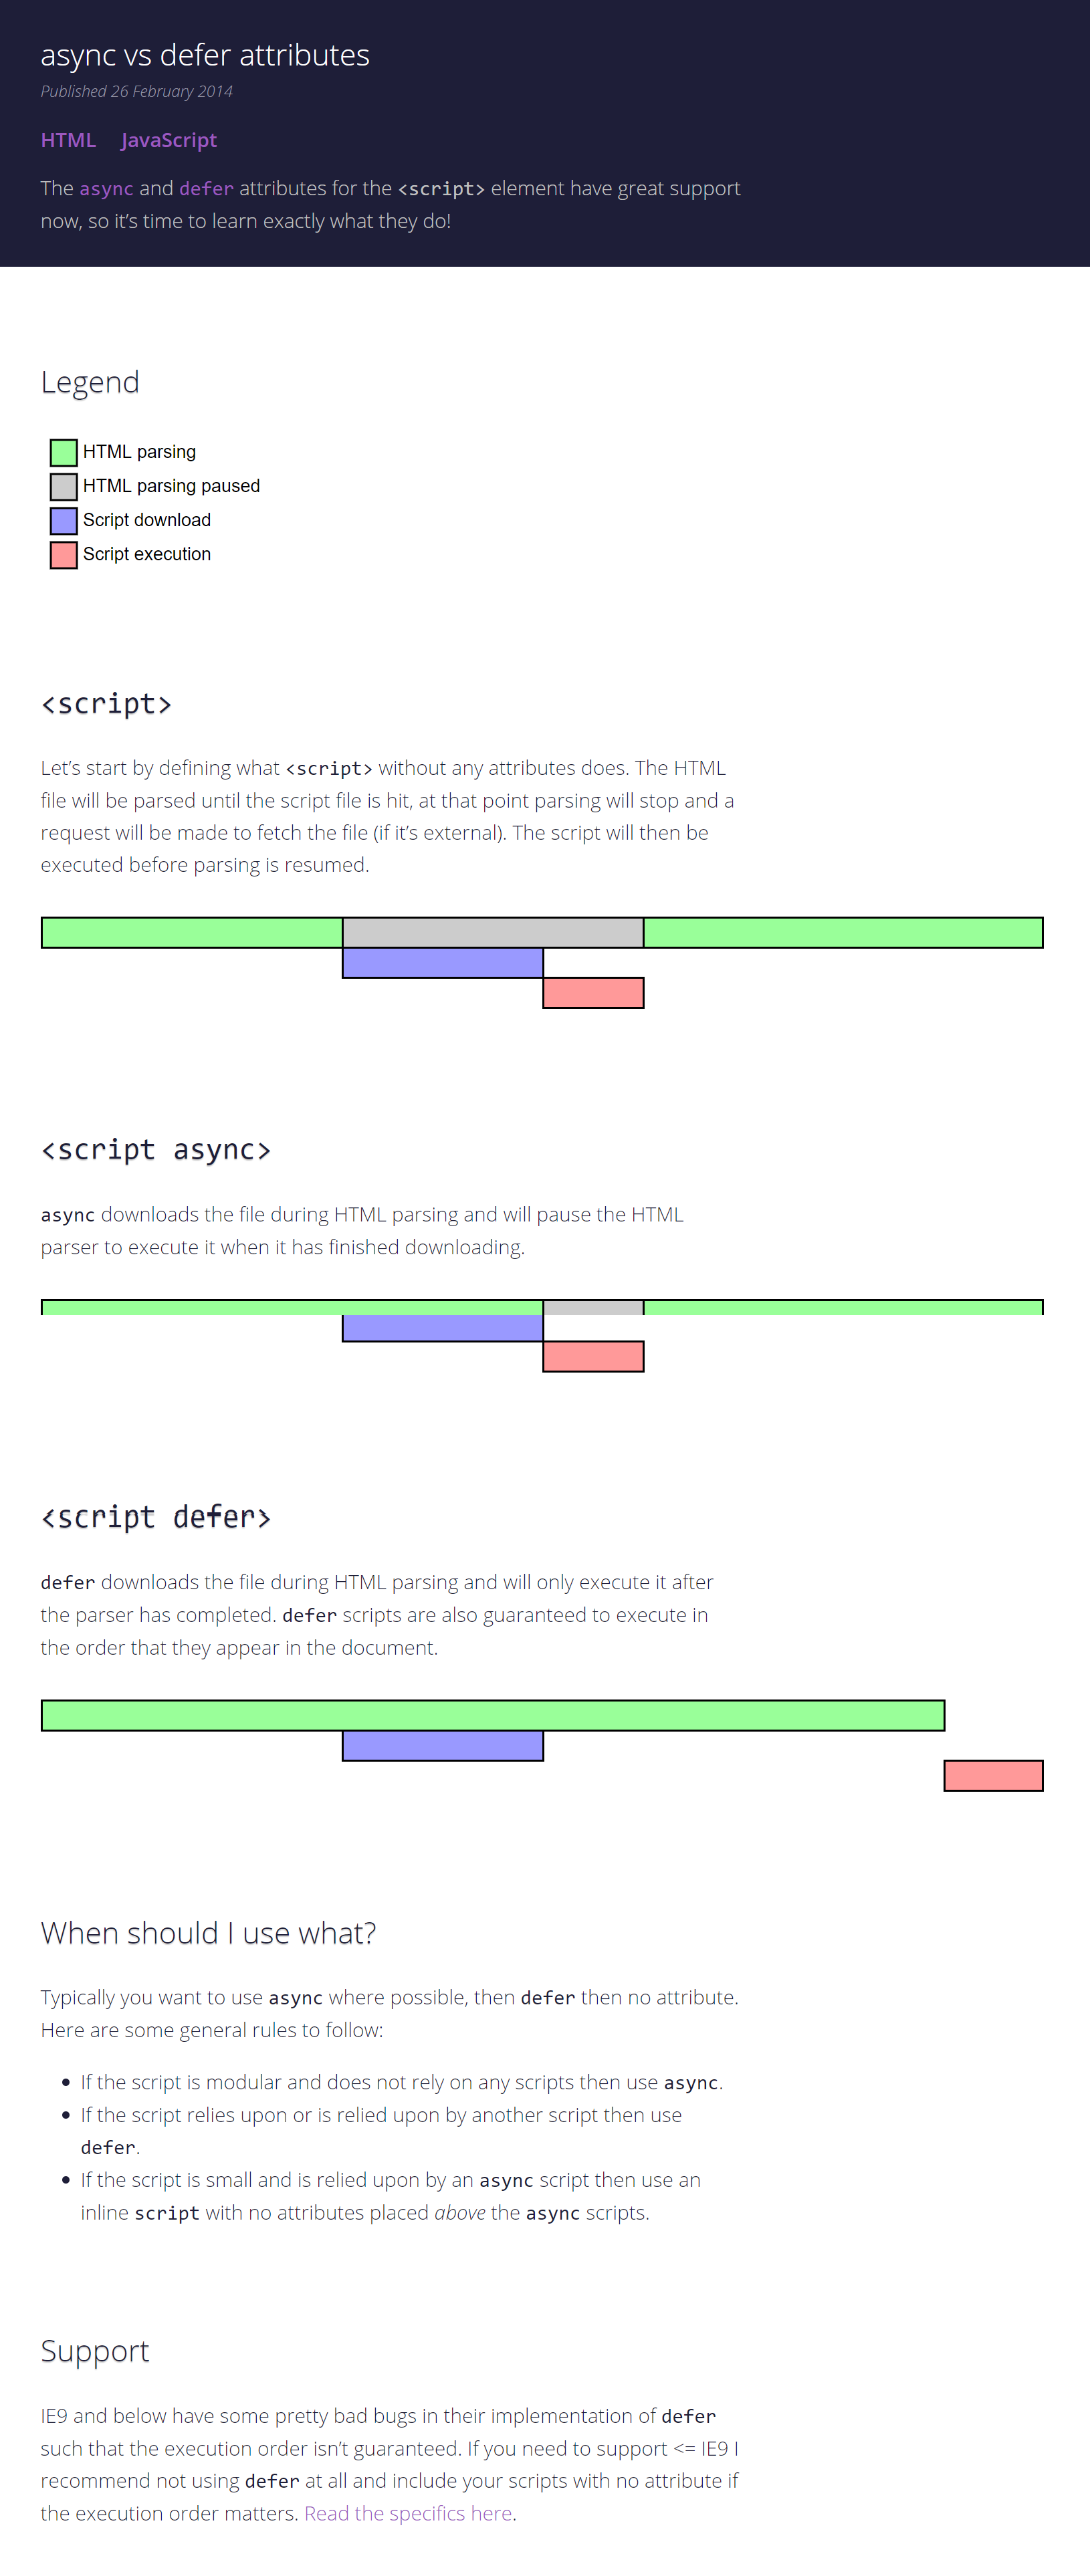 async vs defer attributes
Published 26 February 2014
HTML JavaScript
The async and defer attributes for the <script> element have great support
now, so it’s time to learn exactly what they do!
Legend
HTML parsing
HTML parsing paused
Script download
Script execution
<script>
Let’s start by defining what <script> without any attributes does. The HTML
file will be parsed until the script file is hit, at that point parsing will stop and a
request will be made to fetch the file (if it’s external). The script will then be
executed before parsing is resumed.
<script async>
async downloads the file during HTML parsing and will pause the HTML
parser to execute it when it has finished downloading.
<script defer>
defer downloads the file during HTML parsing and will only execute it after
the parser has completed. defer scripts are also guaranteed to execute in
the order that they appear in the document.
When should I use what?
Typically you want to use async where possible, then defer then no attribute.
Here are some general rules to follow:
• If the script is modular and does not rely on any scripts then use async.
• If the script relies upon or is relied upon by another script then use
defer.
• If the script is small and is relied upon by an async script then use an
inline script with no attributes placed above the async scripts.
Support
IE9 and below have some pretty bad bugs in their implementation of defer
such that the execution order isn’t guaranteed. If you need to support <= IE9 I
recommend not using defer at all and include your scripts with no attribute if
the execution order matters. Read the specifics here.